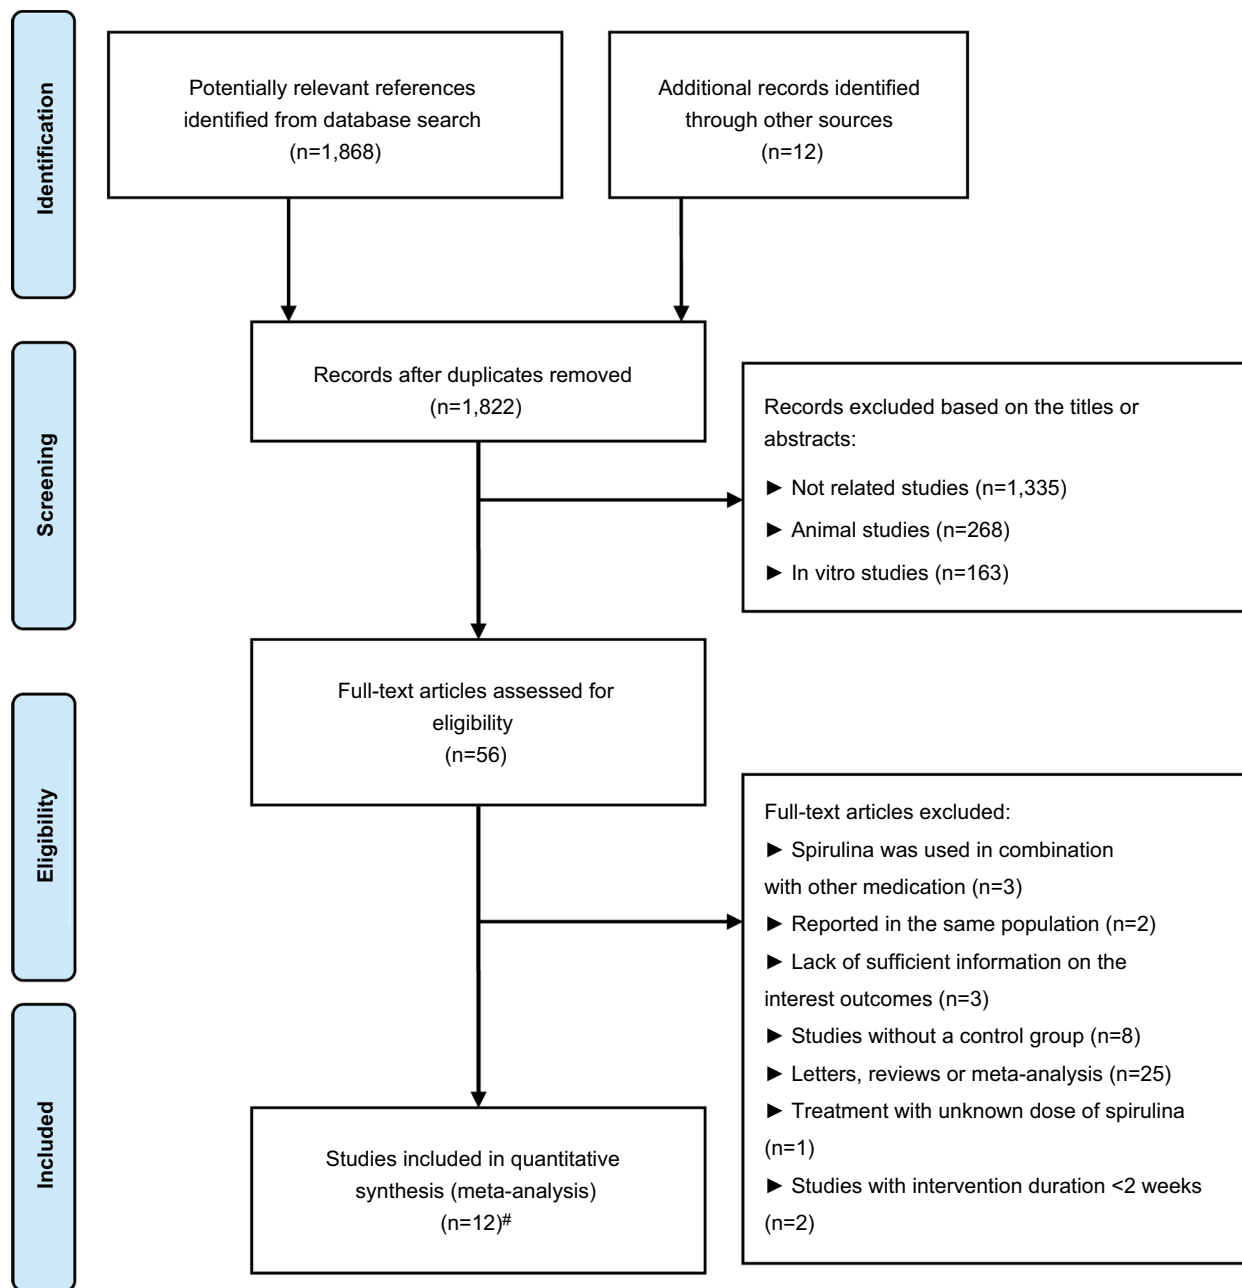 Identification
Potentially relevant references
identified from database search
(n=1,868)
Additional records identified
through other sources
(n=12)
Screening
Records after duplicates removed
(n=1,822)
Records excluded based on the titles or
abstracts:
► Not related studies (n=1,335)
► Animal studies (n=268)
► In vitro studies (n=163)
Eligibility
Full-text articles assessed for
eligibility
(n=56)
Full-text articles excluded:
► Spirulina was used in combination
with other medication (n=3)
► Reported in the same population (n=2)
► Lack of sufficient information on the
interest outcomes (n=3)
► Studies without a control group (n=8)
► Letters, reviews or meta-analysis (n=25)
► Treatment with unknown dose of spirulina
(n=1)
► Studies with intervention duration <2 weeks
(n=2)
Included
Studies included in quantitative
synthesis (meta-analysis)
(n=12)#